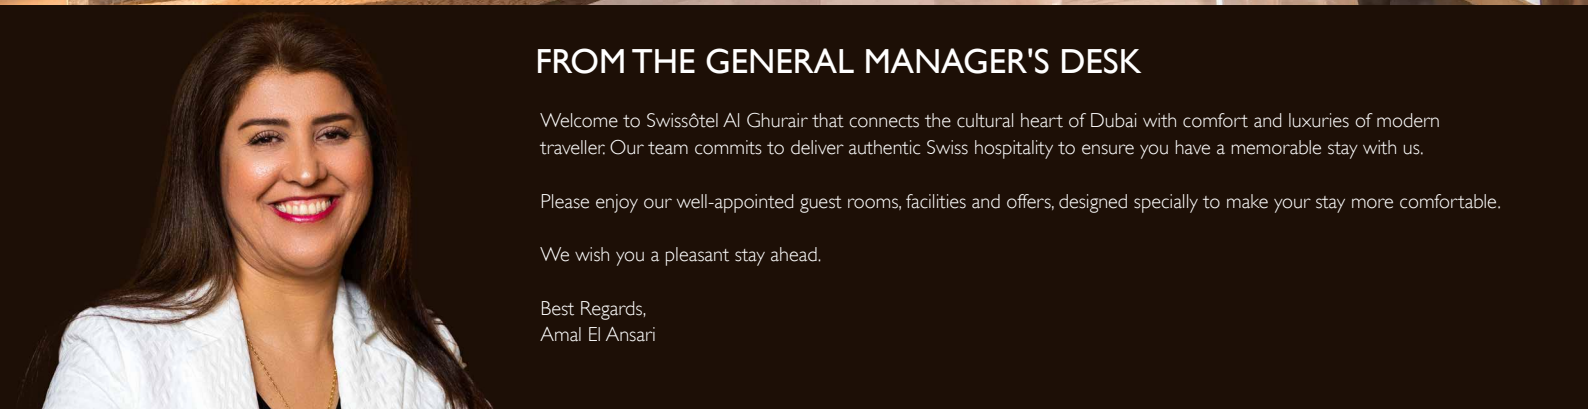 FROM THE GENERAL MANAGER'S DESK
Welcome to Swissôtel Al Ghurair that connects the cultural heart of Dubai with comfort and luxuries of modern
traveller. Our team commits to deliver authentic Swiss hospitality to ensure you have a memorable stay with us.
Please enjoy our well-appointed guest rooms, facilities and offers, designed specially to make your stay more comfortable.
We wish you a pleasant stay ahead.
Best Regards,
Amal El Ansari